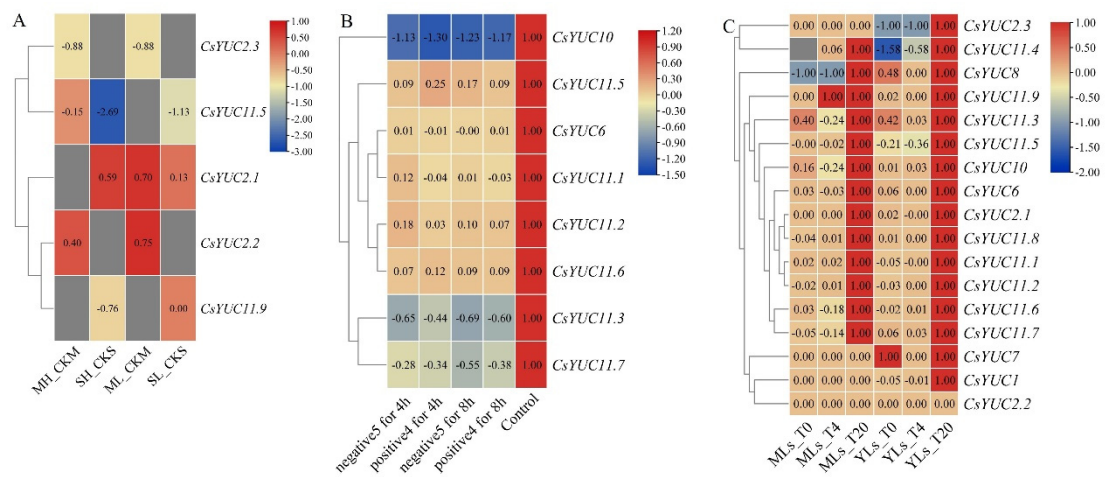 A
-0.88 -0.88 CsYUC2.3
-0.15 -2.69 -1.13 CsYUC11.5
0.59 0.70 0.13 CsYUC2.1
0.40 0.75 CsYUC2.2
-0.76 0.00 CsYUC11.9
MH_CKM SH_CKS ML_CKM SL_CKS
1.00
0.50
0.00
-0.50
-1.00
-1.50
-2.00
-2.50
-3.00
B
-1.13 -1.30 -1.23 -1.17 1.00 CsYUC10
0.09 0.25 0.17 0.09 1.00 CsYUC11.5
0.01 -0.01 -0.00 0.01 1.00 CsYUC6
0.12 -0.04 0.01 -0.03 1.00 CsYUC11.1
0.18 0.03 0.10 0.07 1.00 CsYUC11.2
0.07 0.12 0.09 0.09 1.00 CsYUC11.6
-0.65 -0.44 -0.69 -0.60 1.00 CsYUC11.3
-0.28 -0.34 -0.55 -0.38 1.00 CsYUC11.7
negative5 for 4h positive4 for 4h negative5 for 8h positive4 for 8h Control
1.20
0.90
0.60
0.30
0.00
-0.30
-0.60
-0.90
-1.20
-1.50
C
-1.00 -1.00 1.00 CsYUC2.3
0.06 1.00 -1.58 -0.58 1.00 CsYUC11.4
-1.00 -1.00 1.00 0.48 0.00 1.00 CsYUC8
0.00 1.00 1.00 0.02 0.00 1.00 CsYUC11.9
0.40 -0.24 1.00 0.42 0.03 1.00 CsYUC11.3
-0.00 -0.02 1.00 -0.21 -0.36 1.00 CsYUC11.5
0.16 -0.24 1.00 0.01 0.03 1.00 CsYUC10
0.03 -0.03 1.00 0.06 0.00 1.00 CsYUC6
0.00 0.01 1.00 0.02 -0.00 1.00 CsYUC2.1
-0.04 0.01 1.00 0.01 0.00 1.00 CsYUC11.8
0.02 0.02 1.00 -0.05 -0.00 1.00 CsYUC11.1
-0.02 0.01 1.00 -0.03 0.00 1.00 CsYUC11.2
0.03 -0.18 1.00 -0.02 0.01 1.00 CsYUC11.6
-0.05 -0.14 1.00 0.06 0.03 1.00 CsYUC11.7
0.00 0.00 0.00 1.00 0.00 1.00 CsYUC7
0.00 0.00 0.00 -0.05 -0.01 1.00 CsYUC1
0.00 0.00 0.00 0.00 0.00 0.00 CsYUC2.2
MLs_T0 MLs_T4 MLs_T20 YLs_T0 YLs_T4 YLs_T20
1.00
0.50
0.00
-0.50
-1.00
-1.50
-2.00